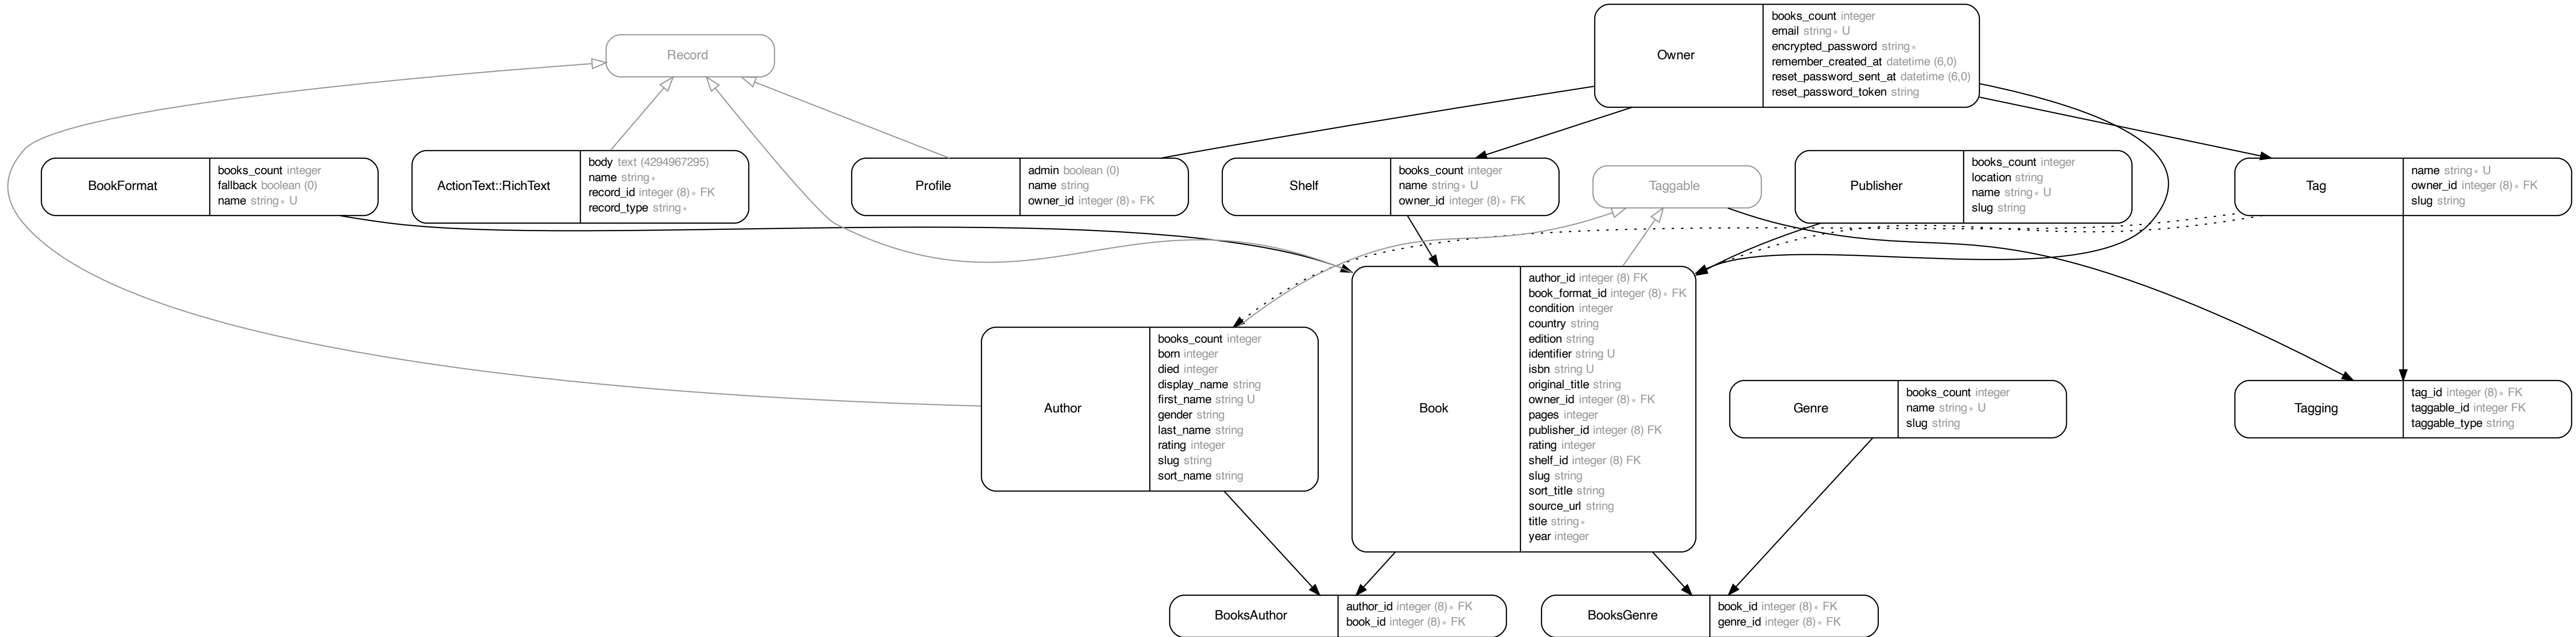 Record
Owner
books_count integer
email string∗ U
encrypted_password string∗
remember_created_at datetime (6,0)
reset_password_sent_at datetime (6,0)
reset_password_token string
BookFormat
books_count integer
fallback boolean (0)
name string∗ U
ActionText::RichText
body text (4294967295)
name string∗
record_id integer (8)∗ FK
record_type string∗
Profile
admin boolean (0)
name string
owner_id integer (8)∗ FK
Shelf
books_count integer
name string∗ U
owner_id integer (8)∗ FK
Taggable
Publisher
books_count integer
location string
name string∗ U
slug string
Tag
name string∗ U
owner_id integer (8)∗ FK
slug string
Author
books_count integer
born integer
died integer
display_name string
first_name string U
gender string
last_name string
rating integer
slug string
sort_name string
Book
author_id integer (8) FK
book_format_id integer (8)∗ FK
condition integer
country string
edition string
identifier string U
isbn string U
original_title string
owner_id integer (8)∗ FK
pages integer
publisher_id integer (8) FK
rating integer
shelf_id integer (8) FK
slug string
sort_title string
source_url string
title string∗
year integer
Genre
books_count integer
name string∗ U
slug string
Tagging
tag_id integer (8)∗ FK
taggable_id integer FK
taggable_type string
BooksAuthor
author_id integer (8)∗ FK
book_id integer (8)∗ FK
BooksGenre
book_id integer (8)∗ FK
genre_id integer (8)∗ FK